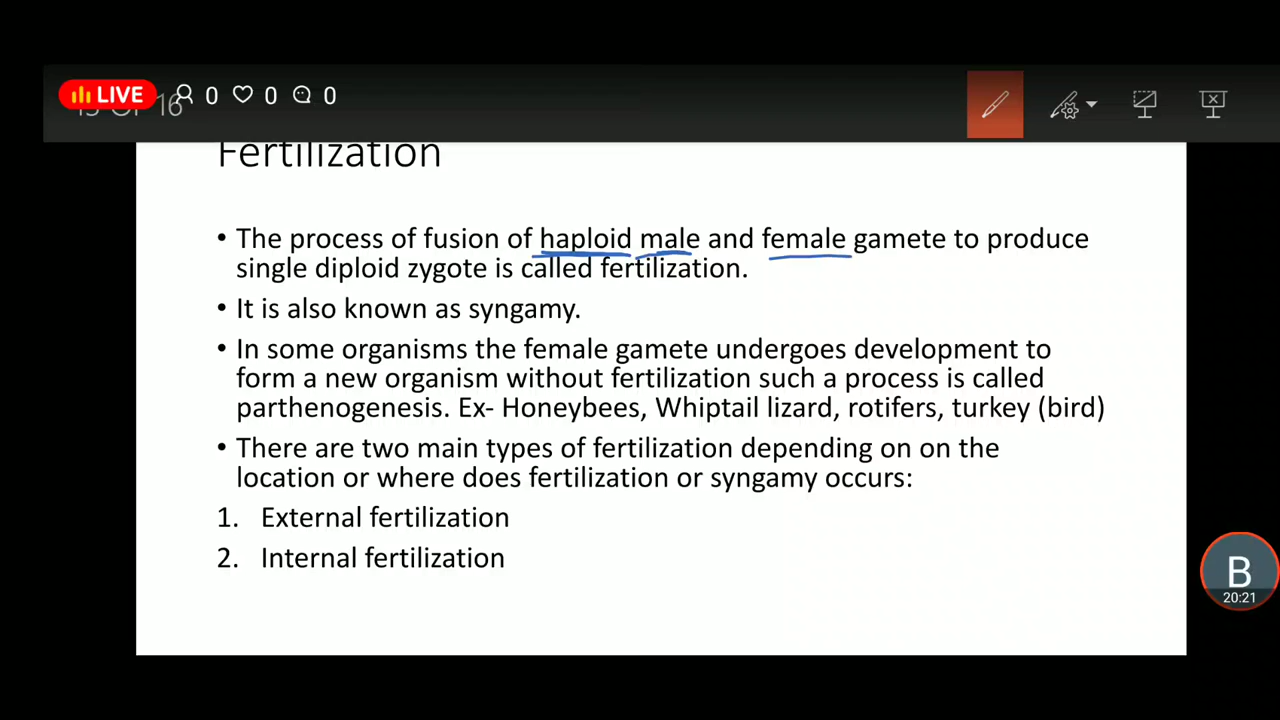 LIVE 0 0 0
15 OF 16
Fertilization
• The process of fusion of haploid male and female gamete to produce
single diploid zygote is called fertilization.
• It is also known as syngamy.
• In some organisms the female gamete undergoes development to
form a new organism without fertilization such a process is called
parthenogenesis. Ex- Honeybees, Whiptail lizard, rotifers, turkey (bird)
• There are two main types of fertilization depending on on the
location or where does fertilization or syngamy occurs:
1. External fertilization
2. Internal fertilization
B
20:21